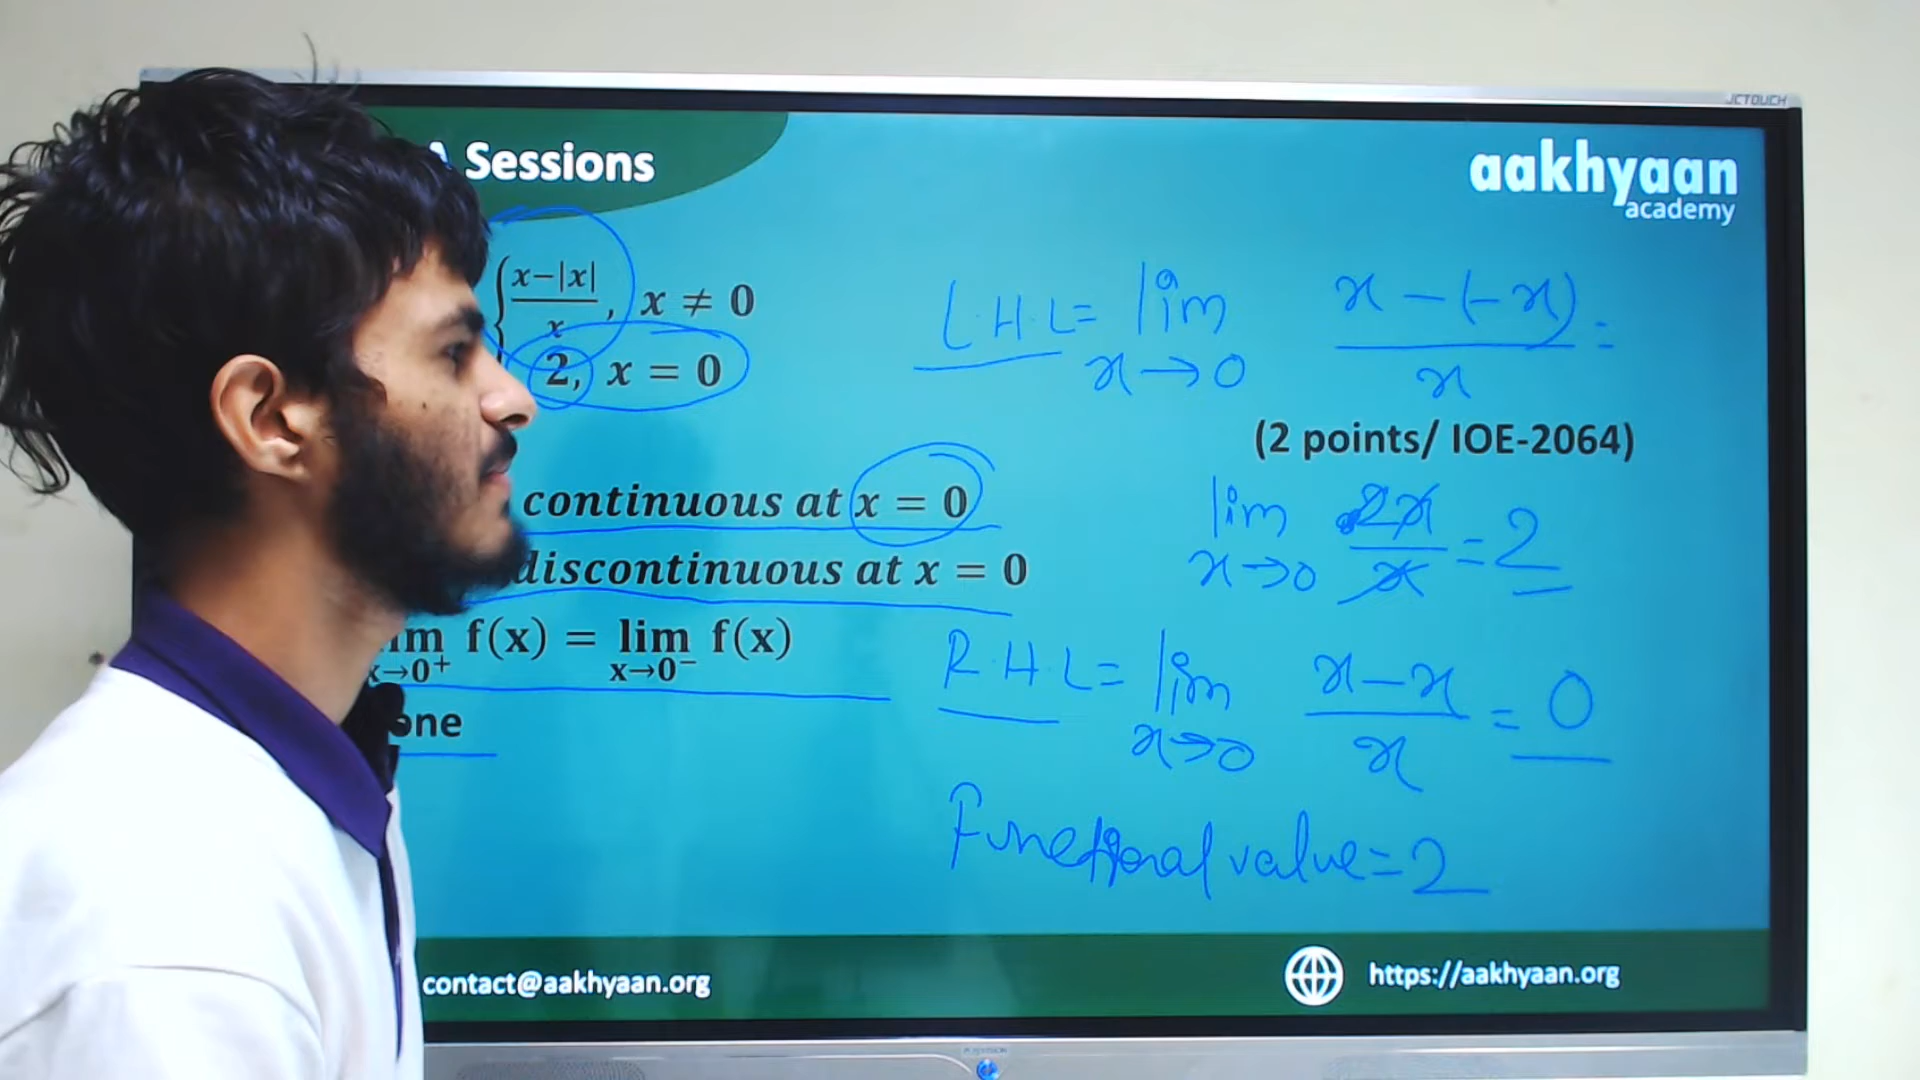 JCTOUCH
A Sessions
aakhyaan
academy
x−|x|/x, x ≠ 0
2, x = 0
continuous at x = 0
discontinuous at x = 0
lim x→0⁺ f(x) = lim x→0⁻ f(x)
one
L.H.L = lim x→0 x-(-x)/x =
(2 points/ IOE-2064)
lim x→0 2x/x = 2
R.H.L = lim x→0 x-x/x = 0
Functional value = 2
contact@aakhyaan.org
https://aakhyaan.org